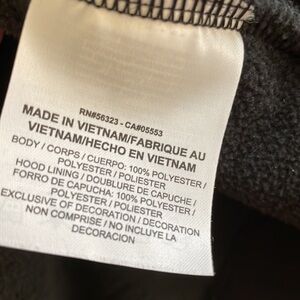 RN#56323 - CA#05553
MADE IN VIETNAM/FABRIQUE AU
VIETNAM/HECHO EN VIETNAM
BODY / CORPS / CUERPO: 100% POLYESTER /
POLYESTER / POLIESTER
HOOD LINING / DOUBLURE DE CAPUCHE /
FORRO DE CAPUCHA: 100% POLYESTER /
POLYESTER / POLIESTER
EXCLUSIVE OF DECORATION / DECORATION
NON COMPRISE / NO INCLUYE LA
DECORACION